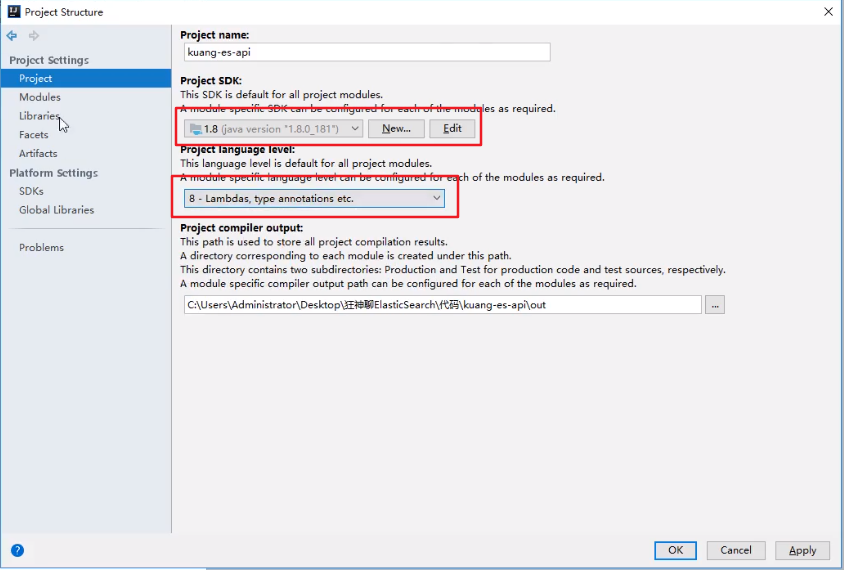 Project Structure
Project Settings
Project
Modules
Libraries
Facets
Artifacts
Platform Settings
SDKs
Global Libraries
Problems
Project name:
kuang-es-api
Project SDK:
This SDK is default for all project modules.
A module specific SDK can be configured for each of the modules as required.
1.8 (java version "1.8.0_181") New... Edit
Project language level:
This language level is default for all project modules.
A module specific language level can be configured for each of the modules as required.
8 - Lambdas, type annotations etc.
Project compiler output:
This path is used to store all project compilation results.
A directory corresponding to each module is created under this path.
This directory contains two subdirectories: Production and Test for production code and test sources, respectively.
A module specific compiler output path can be configured for each of the modules as required.
C:\Users\Administrator\Desktop\狂神聊ElasticSearch\代码\kuang-es-api\out ...
? OK Cancel Apply